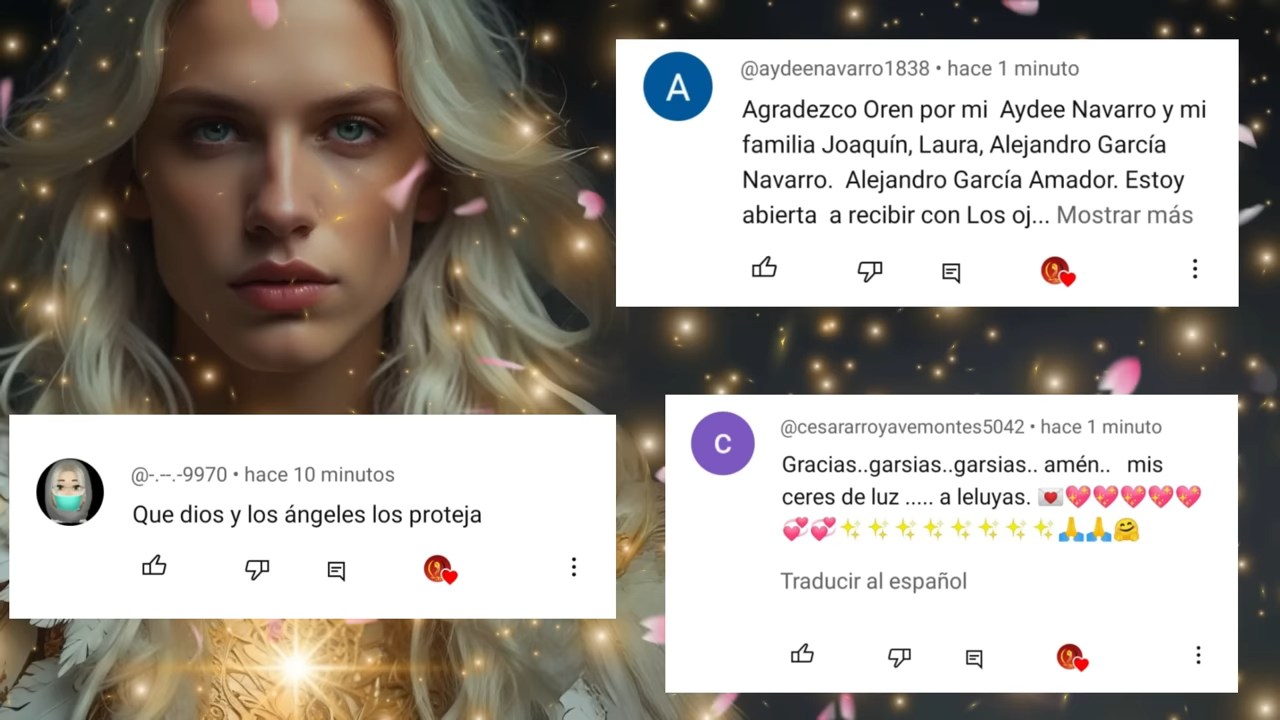 @aydeenavarro1838 • hace 1 minuto
A
Agradezco Oren por mi  Aydee Navarro y mi
familia Joaquín, Laura, Alejandro García
Navarro.  Alejandro García Amador. Estoy
abierta  a recibir con Los oj... Mostrar más
@cesararroyavemontes5042 • hace 1 minuto
C
Gracias..garsias..garsias.. amén..   mis
ceres de luz ..... a leluyas. 💌💖💖💖💖💖
💞💞✨✨✨✨✨✨✨✨🙏🙏🤗
Traducir al español
@-.--.-9970 • hace 10 minutos
Que dios y los ángeles los proteja